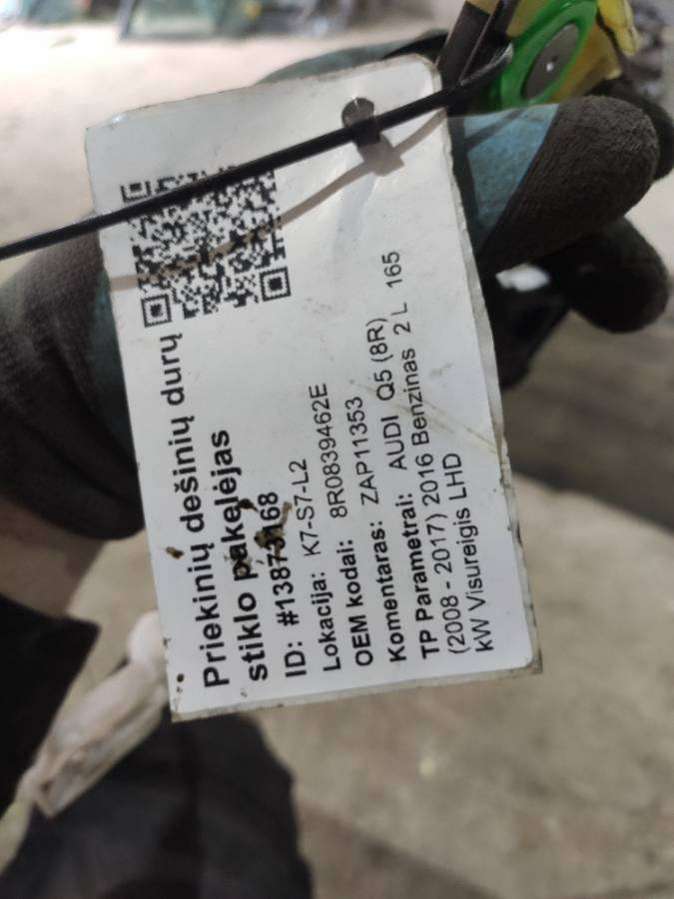 Priekinių dešinių durų
stiklo pakelėjas
ID: #13873168
Lokacija: K7-S7-L2
OEM kodai: 8R0839462E
Komentaras: ZAP11353
TP Parametrai: AUDI Q5 (8R)
(2008 - 2017) 2016 Benzinas 2 L 165
kW Visureigis LHD